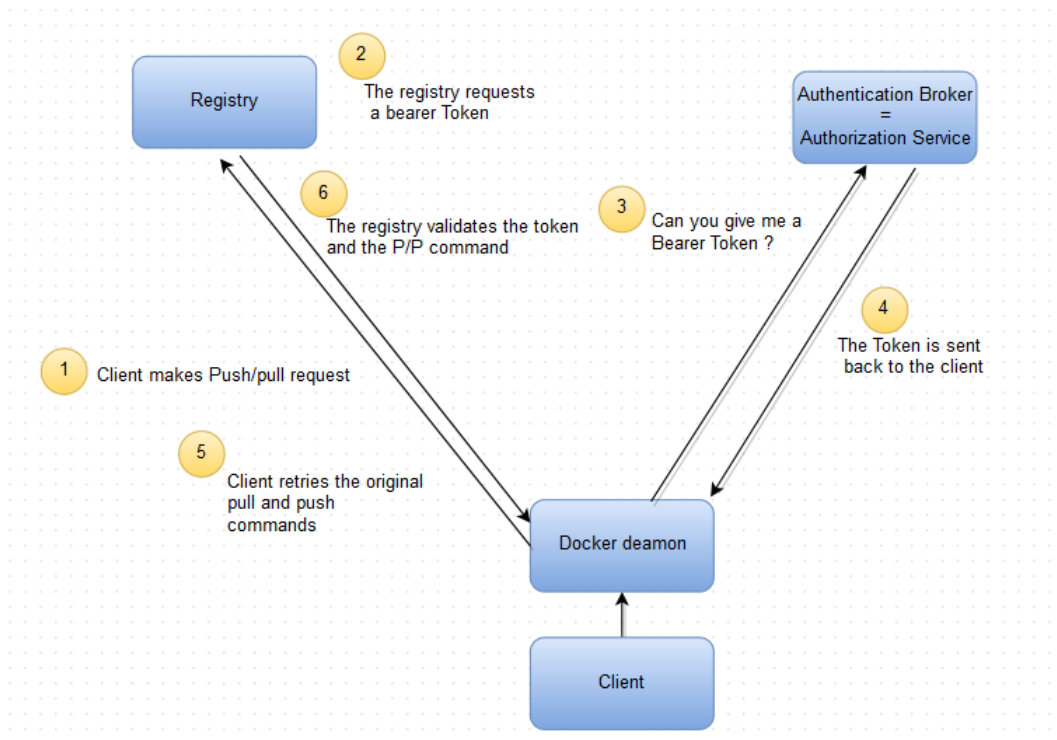 2
The registry requests
a bearer Token
Registry
Authentication Broker
=
Authorization Service
6
The registry validates the token
and the P/P command
3
Can you give me a
Bearer Token ?
4
The Token is sent
back to the client
1
Client makes Push/pull request
5
Client retries the original
pull and push
commands
Docker deamon
Client